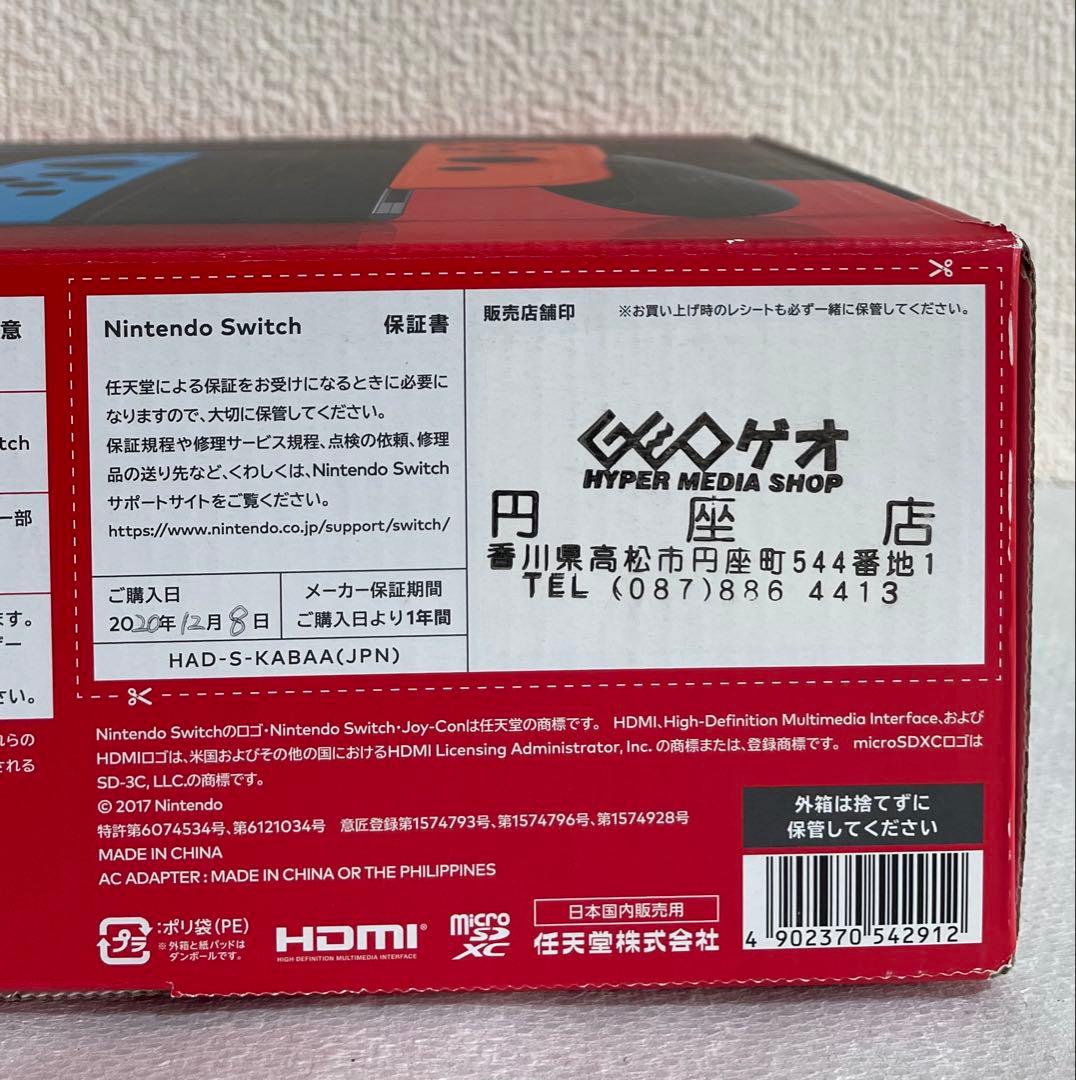 意
tch
一部
ます。
ゲー
さい。
れらの
される
Nintendo Switch 保証書
任天堂による保証をお受けになるときに必要に
なりますので、大切に保管してください。
保証規程や修理サービス規程、点検の依頼、修理
品の送り先など、くわしくは、Nintendo Switch
サポートサイトをご覧ください。
https://www.nintendo.co.jp/support/switch/
ご購入日
2020年12月8日
メーカー保証期間
ご購入日より1年間
HAD-S-KABAA(JPN)
販売店舗印 ※お買い上げ時のレシートも必ず一緒に保管してください。
GEOゲオ
HYPER MEDIA SHOP
円座店
香川県高松市円座町544番地1
TEL (087)886 4413
Nintendo Switchのロゴ・Nintendo Switch・Joy-Conは任天堂の商標です。 HDMI、High-Definition Multimedia Interface、および
HDMIロゴは、米国およびその他の国におけるHDMI Licensing Administrator, Inc. の商標または、登録商標です。 microSDXCロゴは
SD-3C, LLC.の商標です。
© 2017 Nintendo
特許第6074534号、第6121034号 意匠登録第1574793号、第1574796号、第1574928号
MADE IN CHINA
AC ADAPTER : MADE IN CHINA OR THE PHILIPPINES
外箱は捨てずに
保管してください
プラ
:ポリ袋(PE)
※外箱と紙パッドは
ダンボールです。
HDMI®
HIGH-DEFINITION MULTIMEDIA INTERFACE
micro
SD
XC
日本国内販売用
任天堂株式会社
4 902370 542912